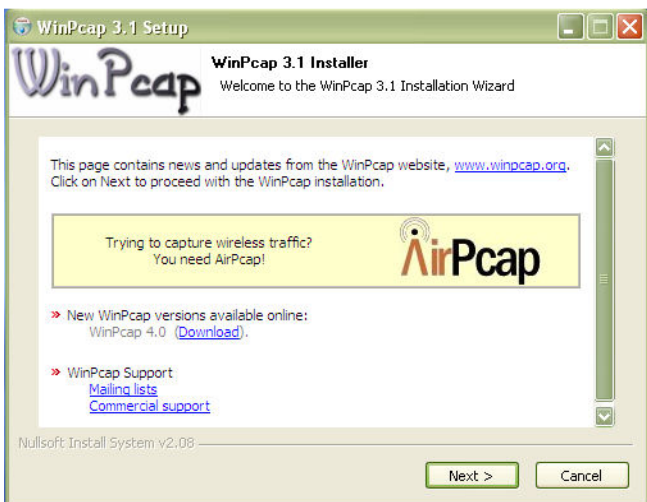 WinPcap 3.1 Setup
WinPcap
WinPcap 3.1 Installer
Welcome to the WinPcap 3.1 Installation Wizard
This page contains news and updates from the WinPcap website, www.winpcap.org.
Click on Next to proceed with the WinPcap installation.
Trying to capture wireless traffic?
You need AirPcap!
AirPcap
» New WinPcap versions available online:
WinPcap 4.0 (Download).
» WinPcap Support
Mailing lists
Commercial support
Nullsoft Install System v2.08
Next >
Cancel